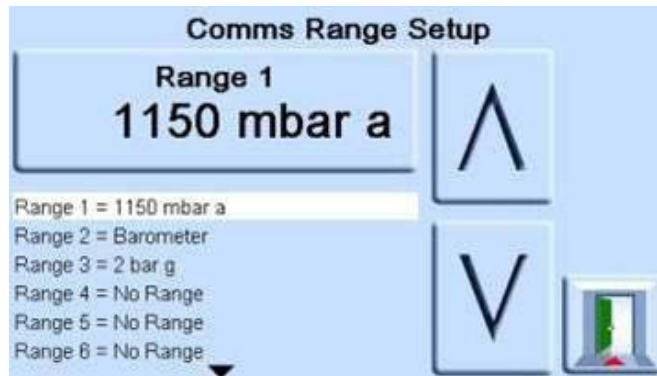 Comms Range Setup
Range 1
1150 mbar a
Range 1 = 1150 mbar a
Range 2 = Barometer
Range 3 = 2 bar g
Range 4 = No Range
Range 5 = No Range
Range 6 = No Range